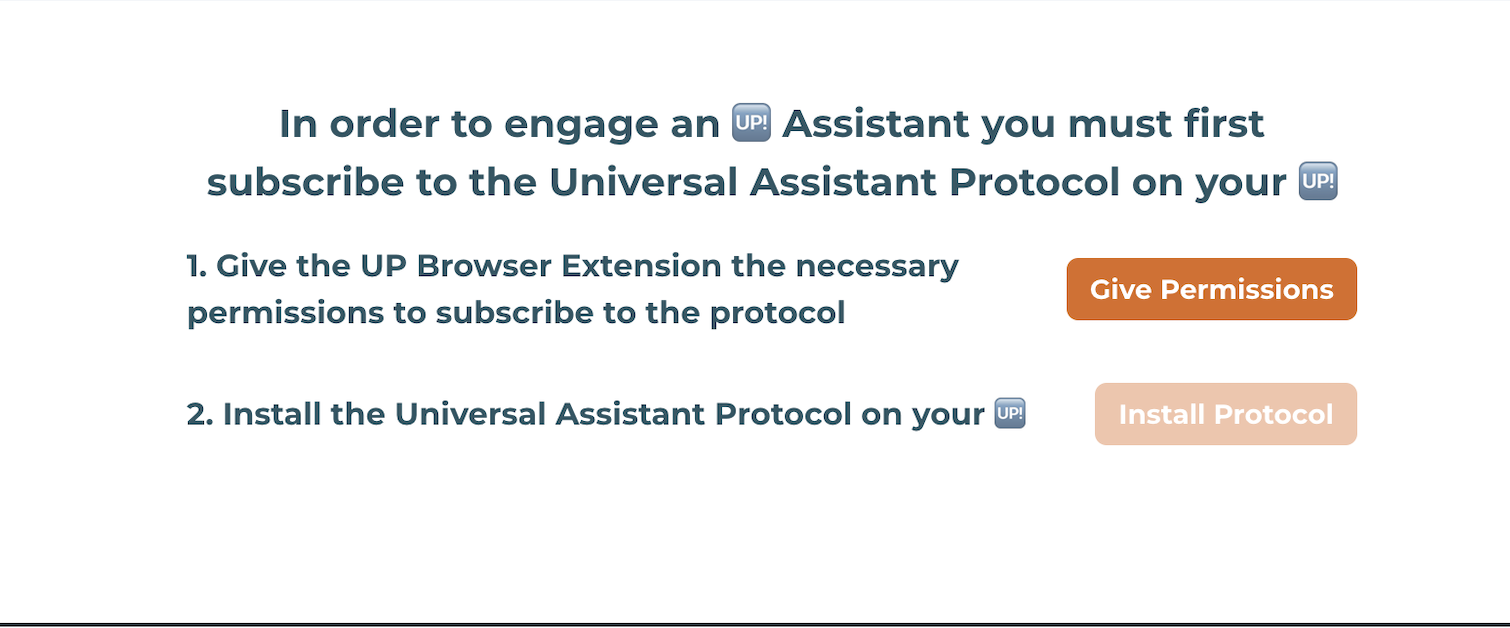 In order to engage an 🆙 Assistant you must first
subscribe to the Universal Assistant Protocol on your 🆙
1. Give the UP Browser Extension the necessary
permissions to subscribe to the protocol
Give Permissions
2. Install the Universal Assistant Protocol on your 🆙
Install Protocol